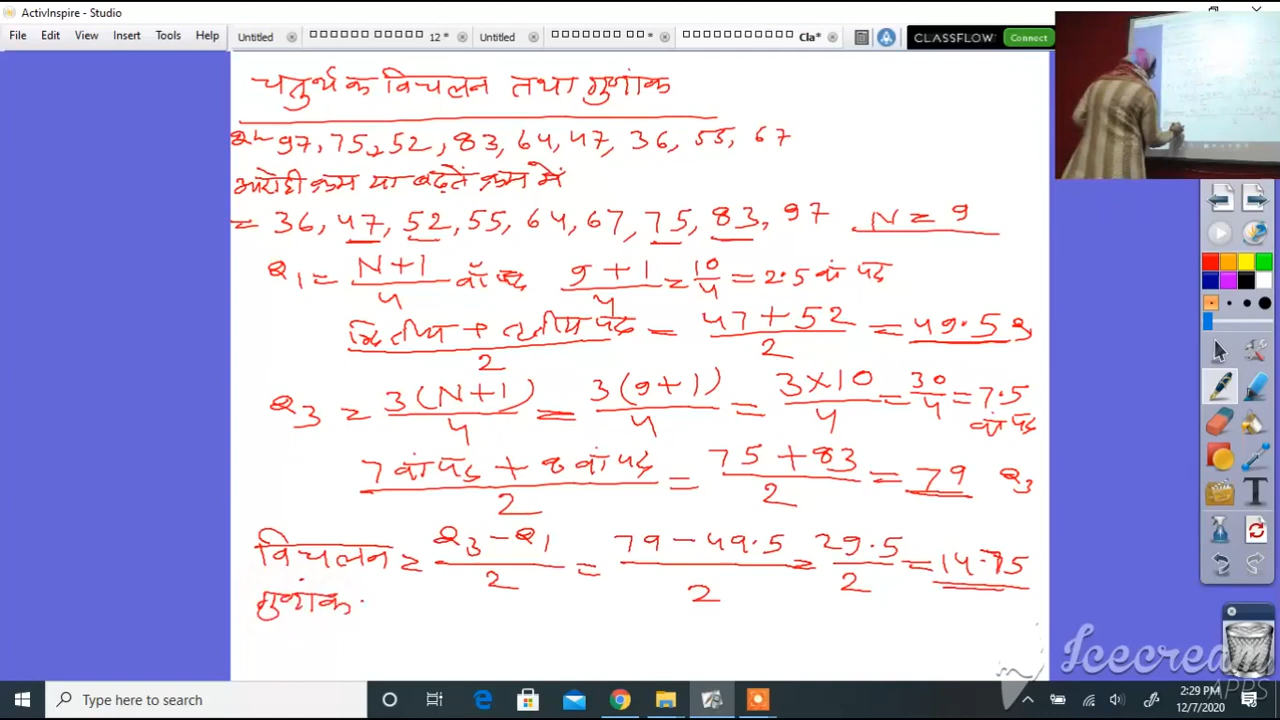 ActivInspire - Studio
File Edit View Insert Tools Help
Untitled 12 * Untitled * Cla* CLASSFLOW Connect
चतुर्थक विचलन तथा गुणांक
97, 75, 52, 83, 64, 47, 36, 55, 67
आरोही क्रम या बढ़ते क्रम में
= 36, 47, 52, 55, 64, 67, 75, 83, 97 N = 9
Q1 = N+1/4 वाँ पद 9+1/4 = 10/4 = 2.5 वां पद
द्वितीय + तृतीय पद/2 = 47+52/2 = 49.5 Q1
Q3 = 3(N+1)/4 = 3(9+1)/4 = 3×10/4 = 30/4 = 7.5 वां पद
7 वां पद + 8 वां पद/2 = 75+83/2 = 79 Q3
विचलन = Q3-Q1/2 = 79-49.5/2 = 29.5/2 = 14.75
गुणांक
Icecream
APPS
Type here to search
2:29 PM
12/7/2020